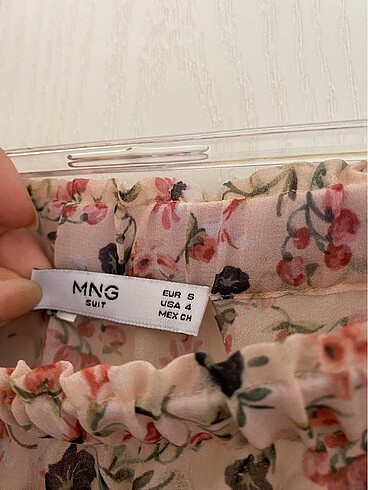 MNG
SUIT
EUR S
USA 4
MEX CH